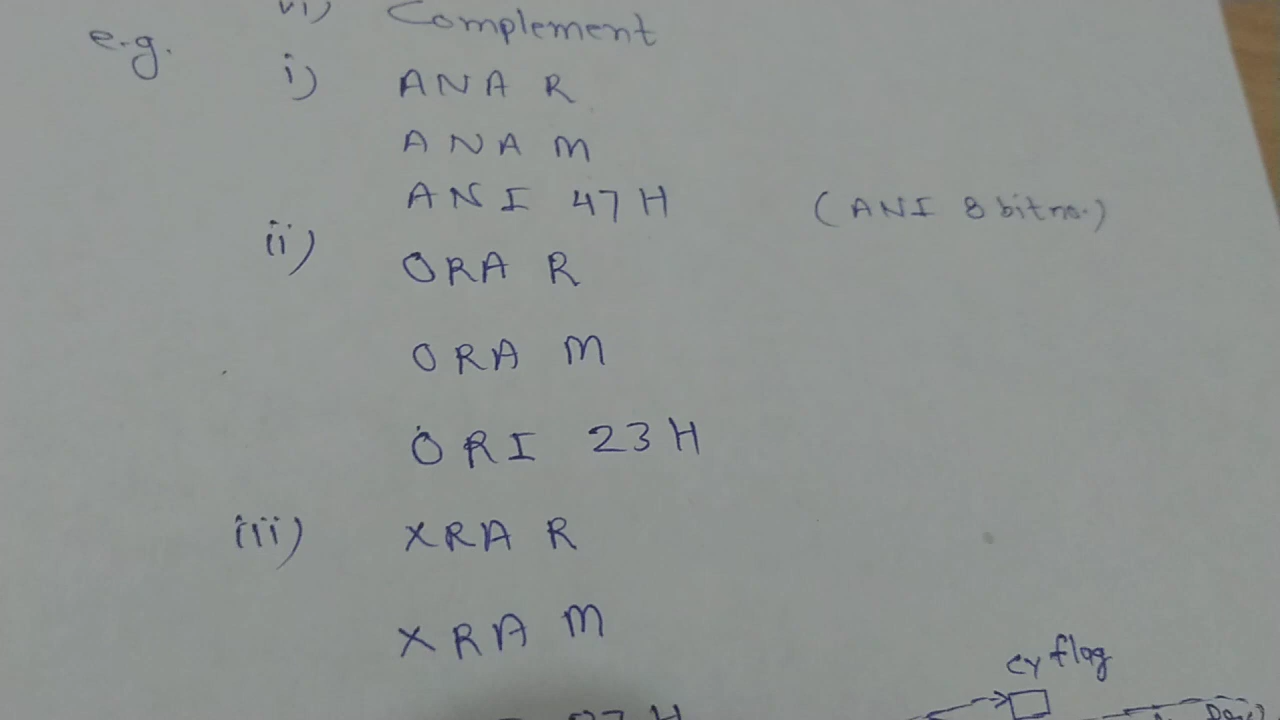 vi) Complement
e.g.
i) ANA R
ANA M
ANI 47H (ANI 8 bit no.)
ii) ORA R
ORA M
ORI 23H
iii) XRA R
XRA M
cy flag